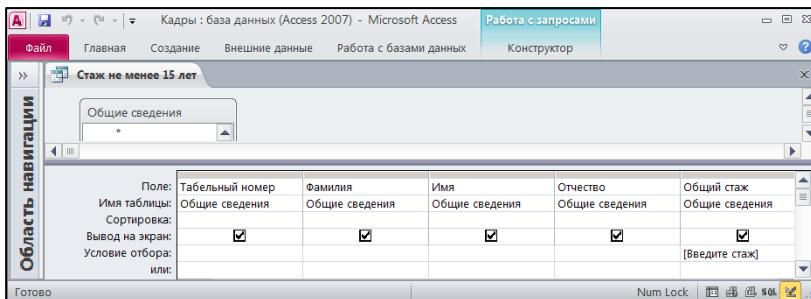 Кадры : база данных (Access 2007) - Microsoft Access
Работа с запросами
Файл Главная Создание Внешние данные Работа с базами данных Конструктор
Стаж не менее 15 лет
Область навигации
Общие сведения
*
Поле: Табельный номер Фамилия Имя Отчество Общий стаж
Имя таблицы: Общие сведения Общие сведения Общие сведения Общие сведения Общие сведения
Сортировка:
Вывод на экран:
Условие отбора: [Введите стаж]
или:
Готово Num Lock SQL